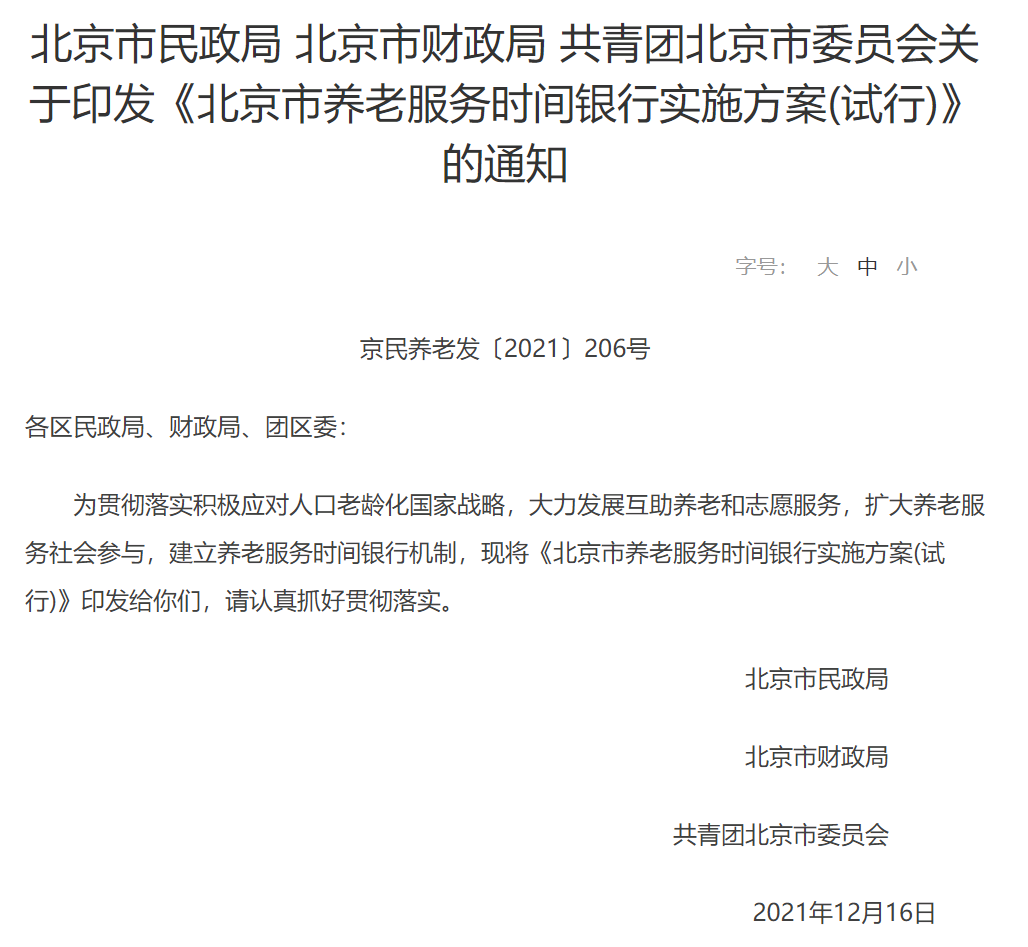 北京市民政局 北京市财政局 共青团北京市委员会关
于印发《北京市养老服务时间银行实施方案(试行)》
的通知
字号： 大 中 小
京民养老发〔2021〕206号
各区民政局、财政局、团区委：
为贯彻落实积极应对人口老龄化国家战略，大力发展互助养老和志愿服务，扩大养老服
务社会参与，建立养老服务时间银行机制，现将《北京市养老服务时间银行实施方案(试
行)》印发给你们，请认真抓好贯彻落实。
北京市民政局
北京市财政局
共青团北京市委员会
2021年12月16日